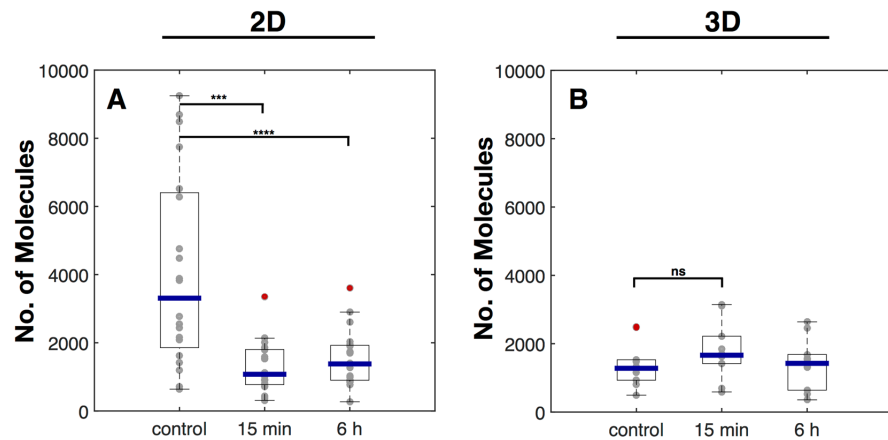 2D
3D
A
No. of Molecules
10000
8000
6000
4000
2000
0
***
****
control
15 min
6 h
B
No. of Molecules
10000
8000
6000
4000
2000
0
ns
control
15 min
6 h